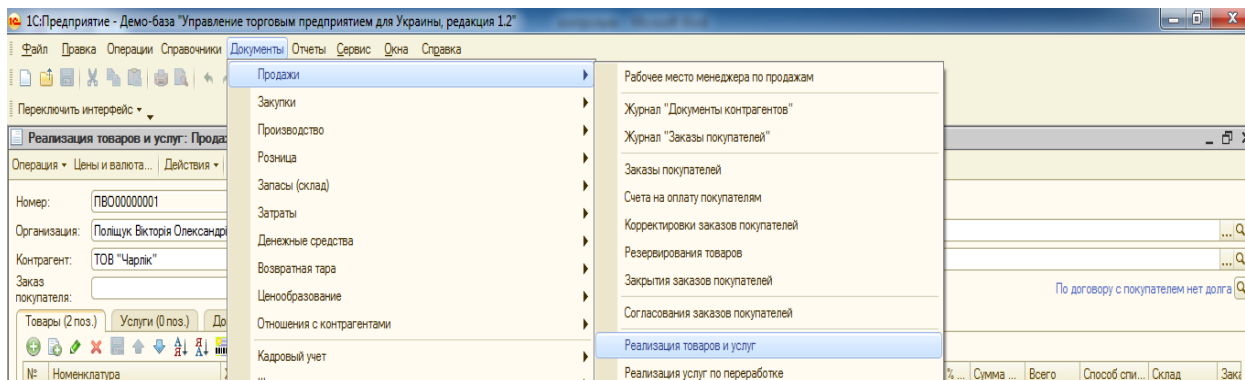 1С:Предприятие - Демо-база "Управление торговым предприятием для Украины, редакция 1.2"
Файл Правка Операции Справочники Документы Отчеты Сервис Окна Справка
Переключить интерфейс
Реализация товаров и услуг: Прода
Операция Цены и валюта... Действия
Номер: ПВО00000001
Организация: Поліщук Вікторія Олександрі
Контрагент: ТОВ "Чарлік"
Заказ
покупателя:
По договору с покупателем нет долга
Товары (2 поз.) Услуги (0 поз.) До
№ Номенклатура
% ... Сумма ... Всего Способ спи... Склад Зака
Продажи
Закупки
Производство
Розница
Запасы (склад)
Затраты
Денежные средства
Возвратная тара
Ценообразование
Отношения с контрагентами
Кадровый учет
Рабочее место менеджера по продажам
Журнал "Документы контрагентов"
Журнал "Заказы покупателей"
Заказы покупателей
Счета на оплату покупателям
Корректировки заказов покупателей
Резервирования товаров
Закрытия заказов покупателей
Согласования заказов покупателей
Реализация товаров и услуг
Реализация услуг по переработке